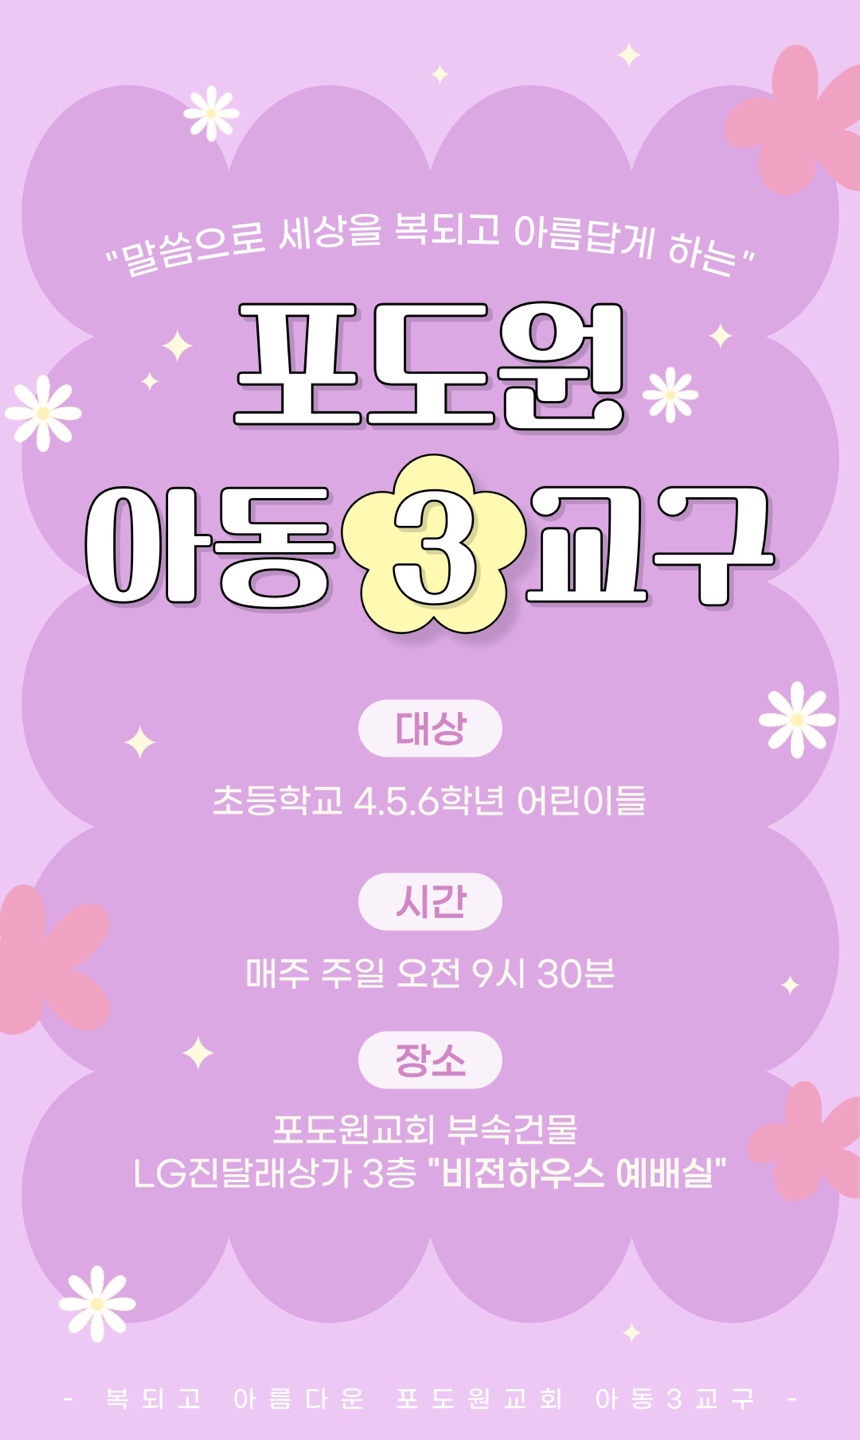 "말씀으로 세상을 복되고 아름답게 하는"
포도원
아동 3 교구
대상
초등학교 4.5.6학년 어린이들
시간
매주 주일 오전 9시 30분
장소
포도원교회 부속건물
LG진달래상가 3층 "비전하우스 예배실"
- 복되고 아름다운 포도원교회 아동3교구 -